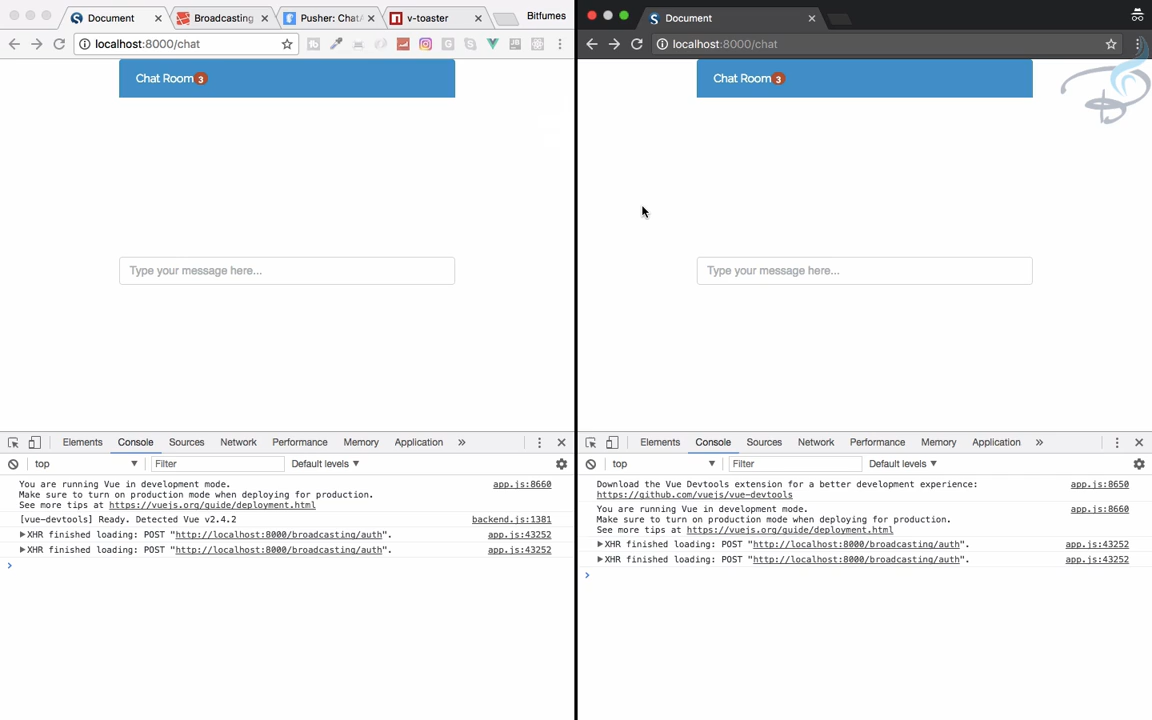 Document
Broadcasting
Pusher: Chat
v-toaster
Bitfumes
localhost:8000/chat
Chat Room 3
Type your message here...
Elements Console Sources Network Performance Memory Application »
top Filter Default levels
You are running Vue in development mode. app.js:8660
Make sure to turn on production mode when deploying for production.
See more tips at https://vuejs.org/guide/deployment.html
[vue-devtools] Ready. Detected Vue v2.4.2 backend.js:1381
XHR finished loading: POST "http://localhost:8000/broadcasting/auth". app.js:43252
XHR finished loading: POST "http://localhost:8000/broadcasting/auth". app.js:43252
Document
localhost:8000/chat
Chat Room 3
Type your message here...
Elements Console Sources Network Performance Memory Application »
top Filter Default levels
Download the Vue Devtools extension for a better development experience: app.js:8650
https://github.com/vuejs/vue-devtools
You are running Vue in development mode. app.js:8660
Make sure to turn on production mode when deploying for production.
See more tips at https://vuejs.org/guide/deployment.html
XHR finished loading: POST "http://localhost:8000/broadcasting/auth". app.js:43252
XHR finished loading: POST "http://localhost:8000/broadcasting/auth". app.js:43252